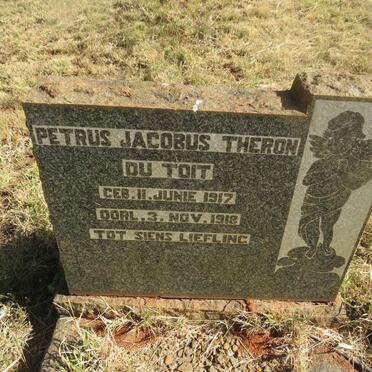 PETRUS JACOBUS THERON
DU TOIT
GEB. 11. JUNIE 1917
OORL. 3. NOV. 1918
TOT SIENS LIEFLING